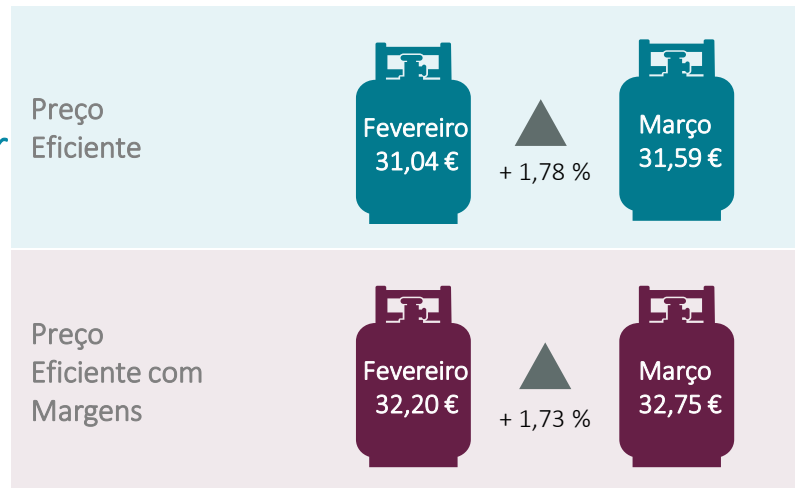 Preço
Eficiente
Fevereiro
31,04 €
+ 1,78 %
Março
31,59 €
Preço
Eficiente com
Margens
Fevereiro
32,20 €
+ 1,73 %
Março
32,75 €